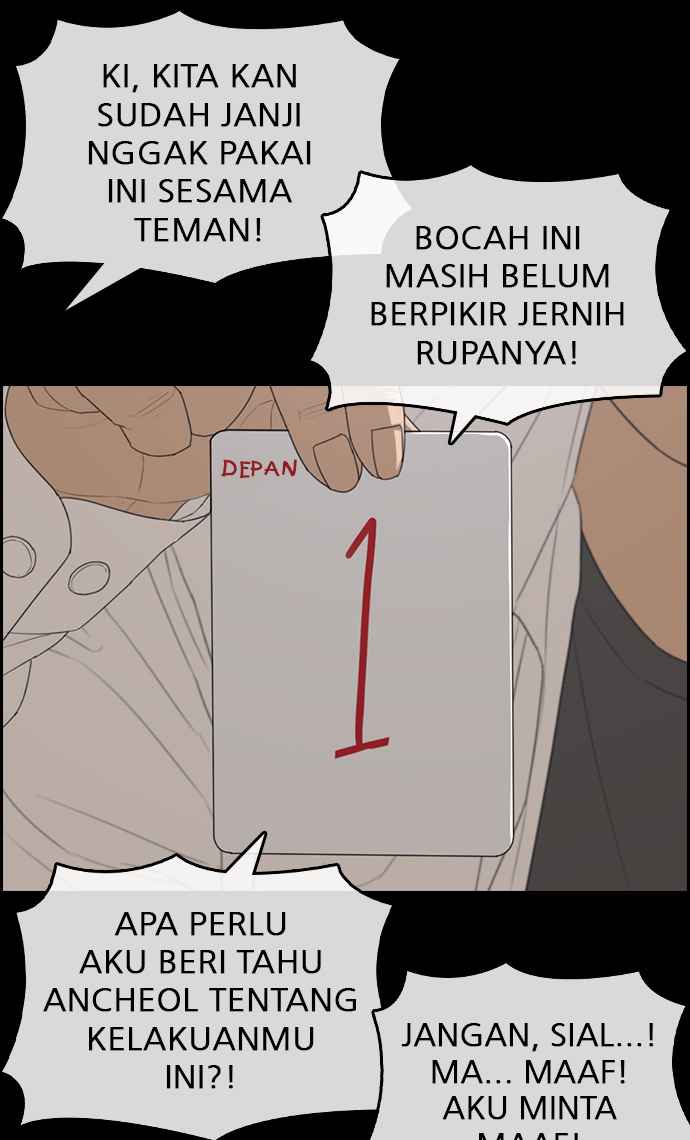 KI, KITA KAN
SUDAH JANJI
NGGAK PAKAI
INI SESAMA
TEMAN!
BOCAH INI
MASIH BELUM
BERPIKIR JERNIH
RUPANYA!
DEPAN
1
APA PERLU
AKU BERI TAHU
ANCHEOL TENTANG
KELAKUANMU
INI?!
JANGAN, SIAL...!
MA... MAAF!
AKU MINTA
MAAF!